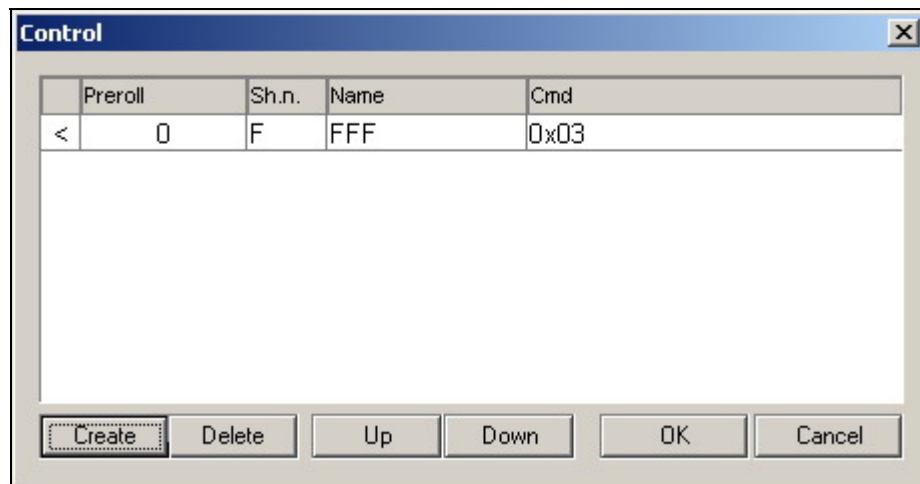 Control
Preroll Sh.n. Name Cmd
< 0 F FFF 0x03
Create Delete Up Down OK Cancel